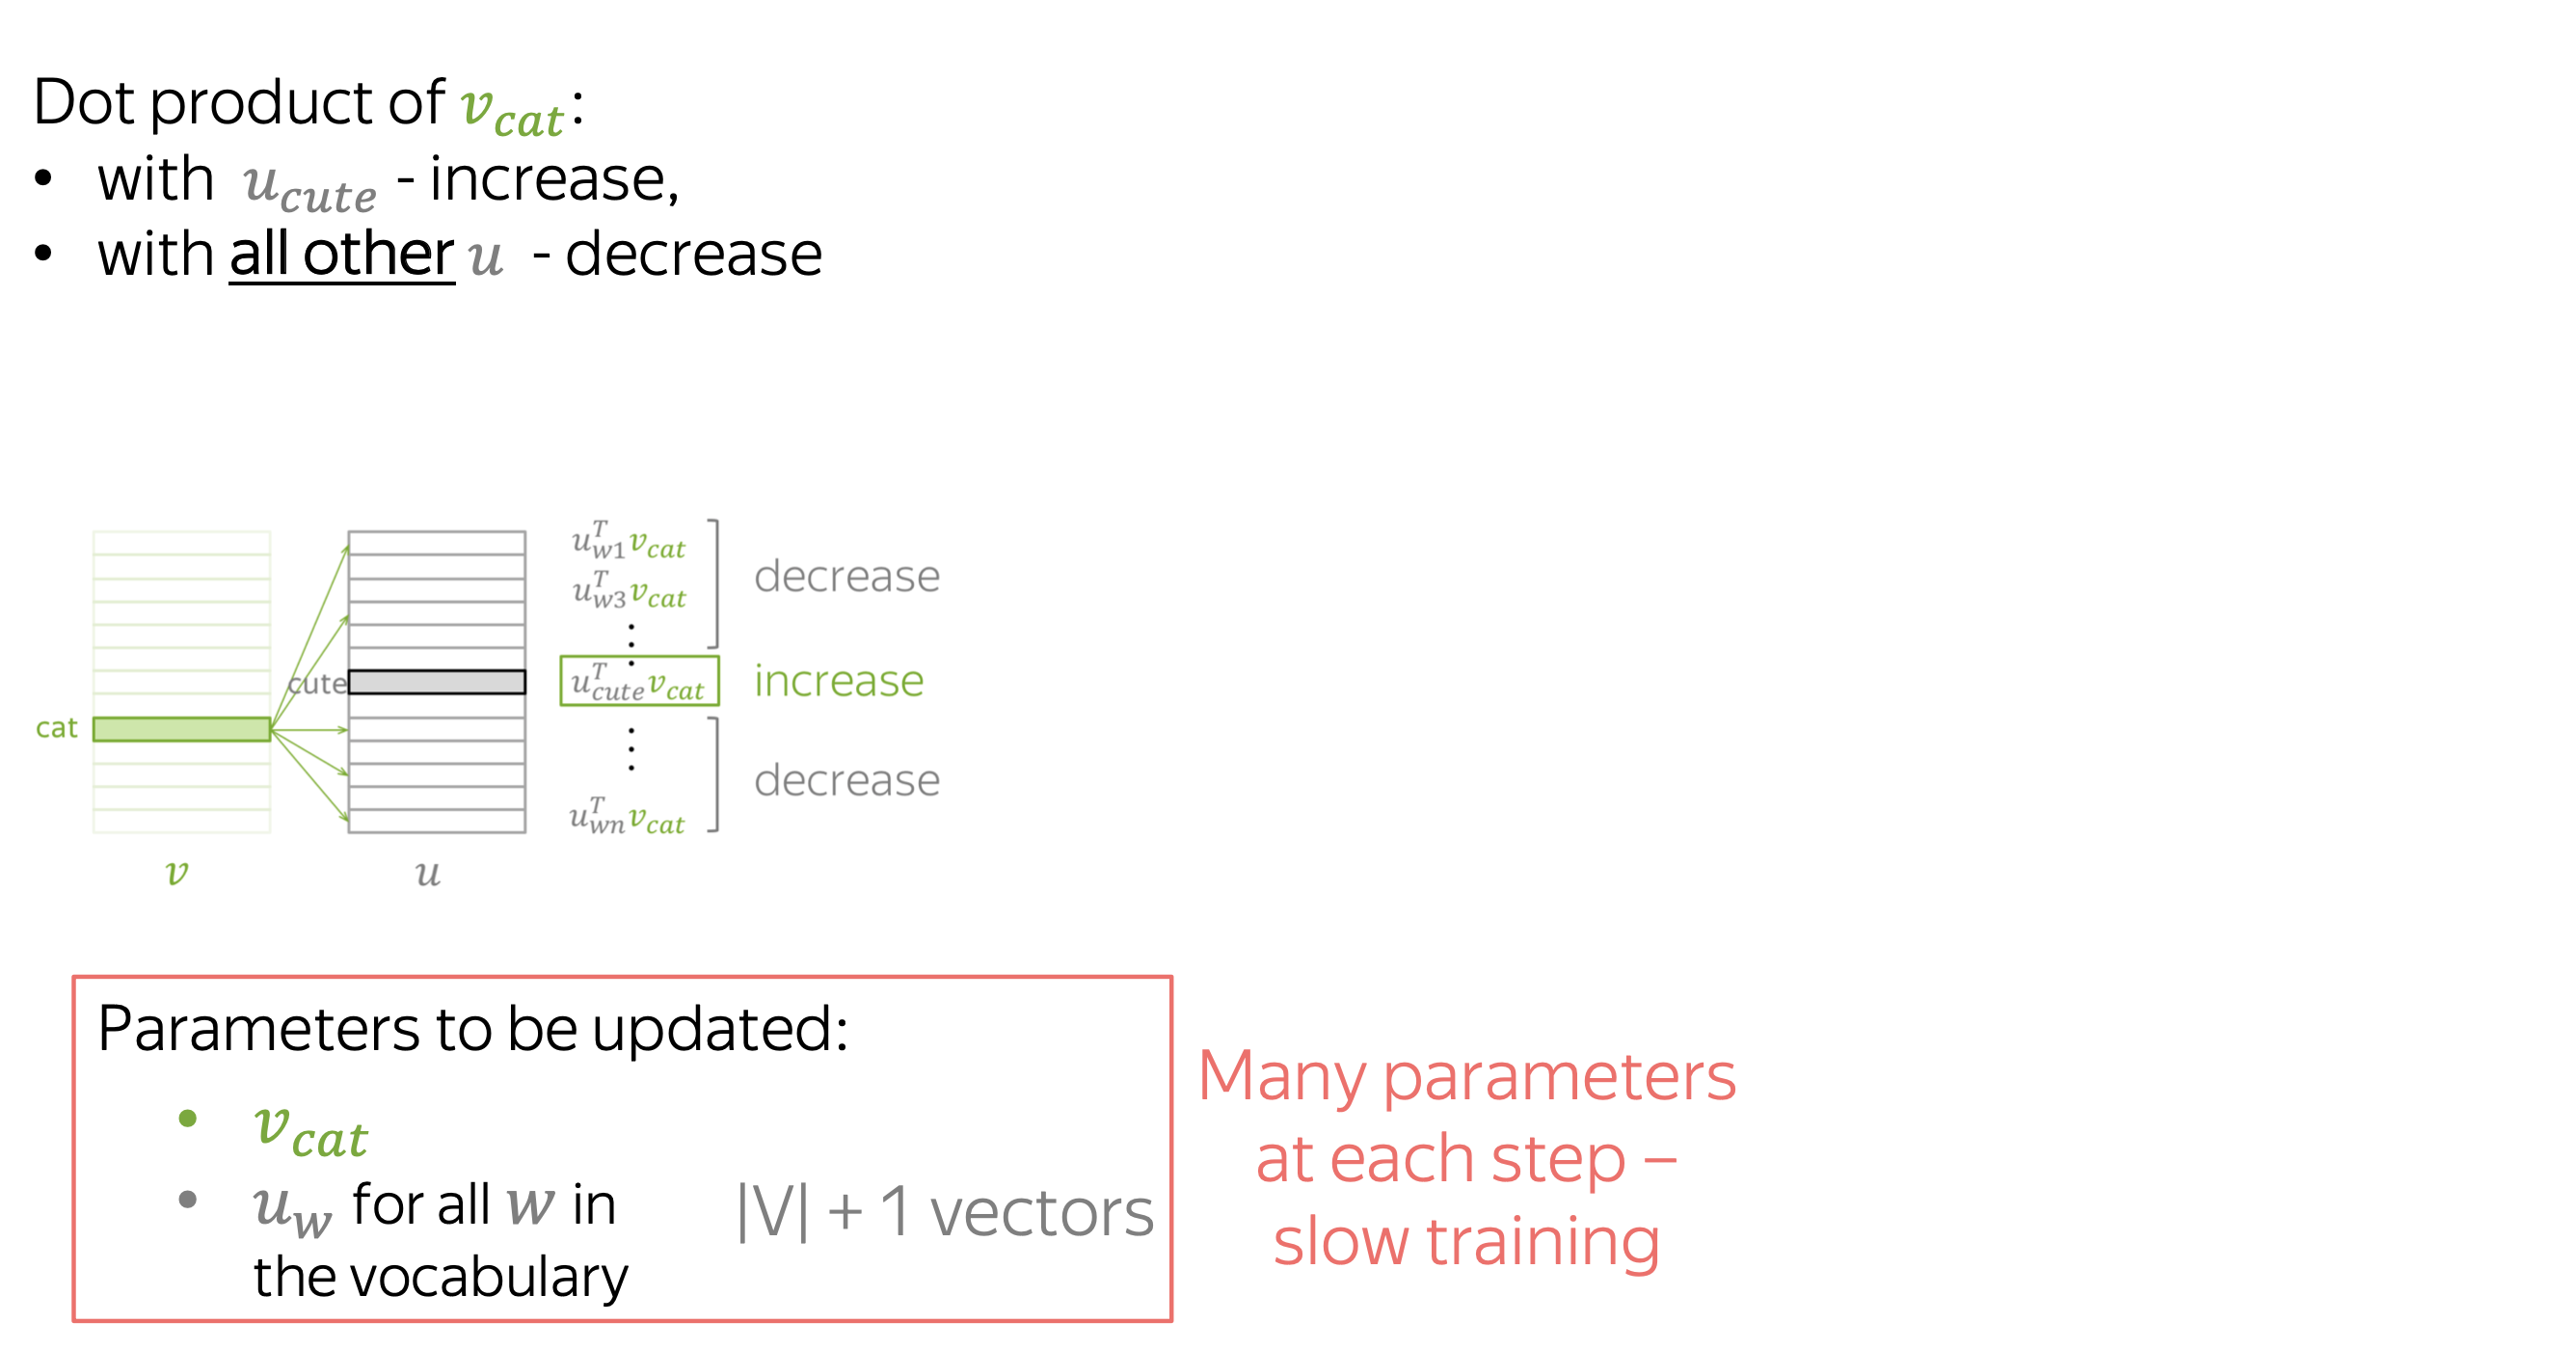 Dot product of v_cat:
• with u_cute - increase,
• with all other u - decrease
u^T_w1 v_cat
u^T_w3 v_cat
decrease
cute
u^T_cute v_cat
increase
cat
decrease
u^T_wn v_cat
v
u
Parameters to be updated:
• v_cat
• u_w for all w in
the vocabulary
|V| + 1 vectors
Many parameters
at each step –
slow training